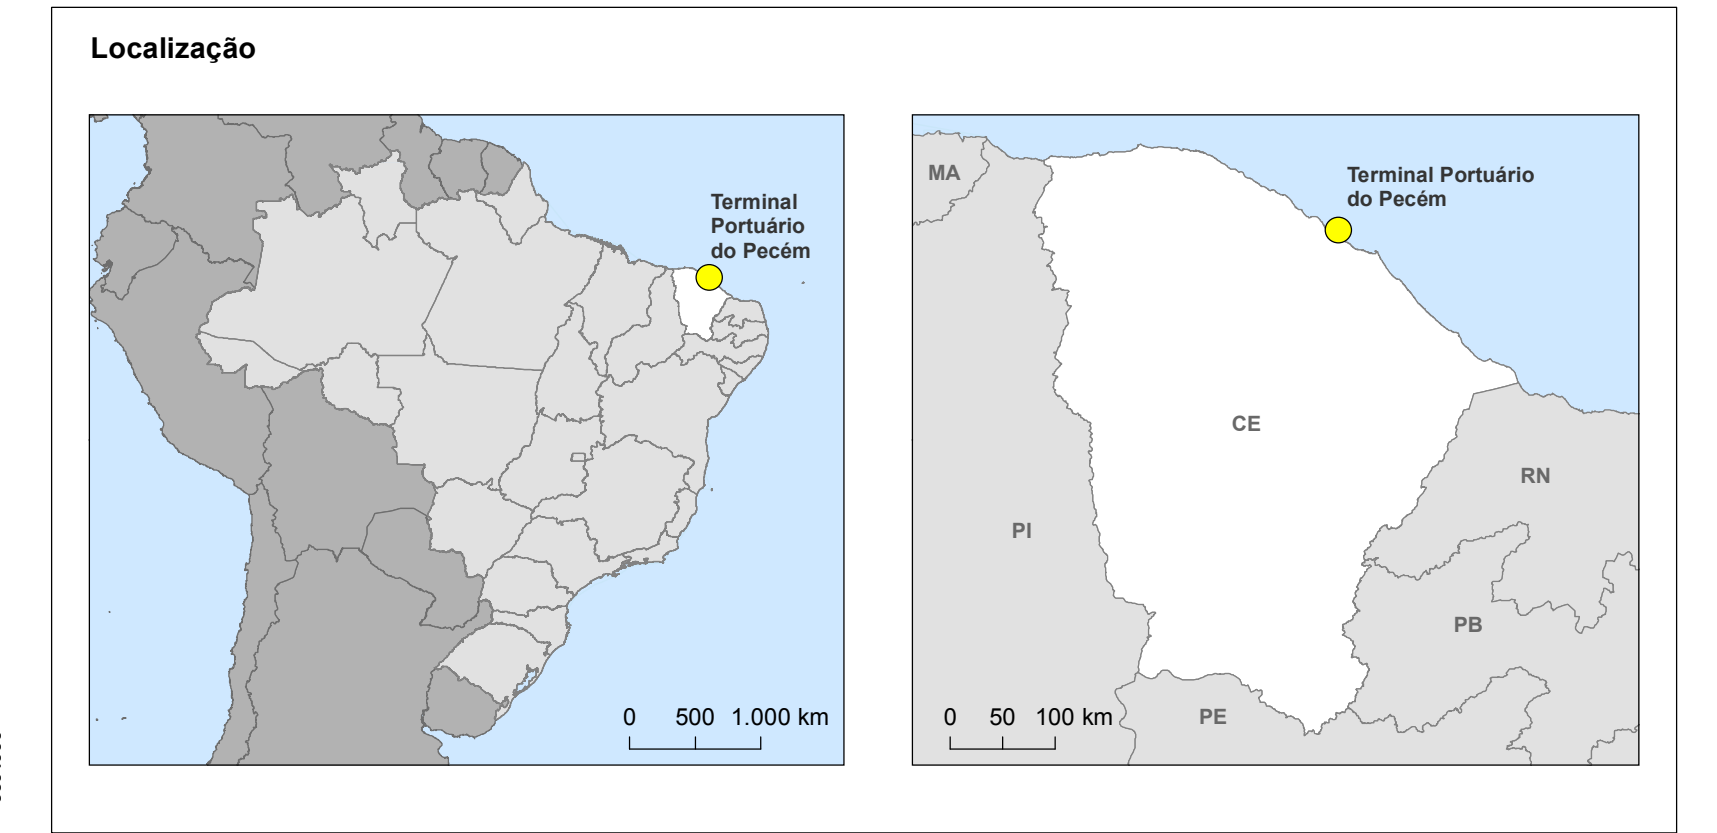 Localização
Terminal
Portuário
do Pecém
0 500 1.000 km
Terminal Portuário
do Pecém
MA
CE
RN
PI
PB
PE
0 50 100 km